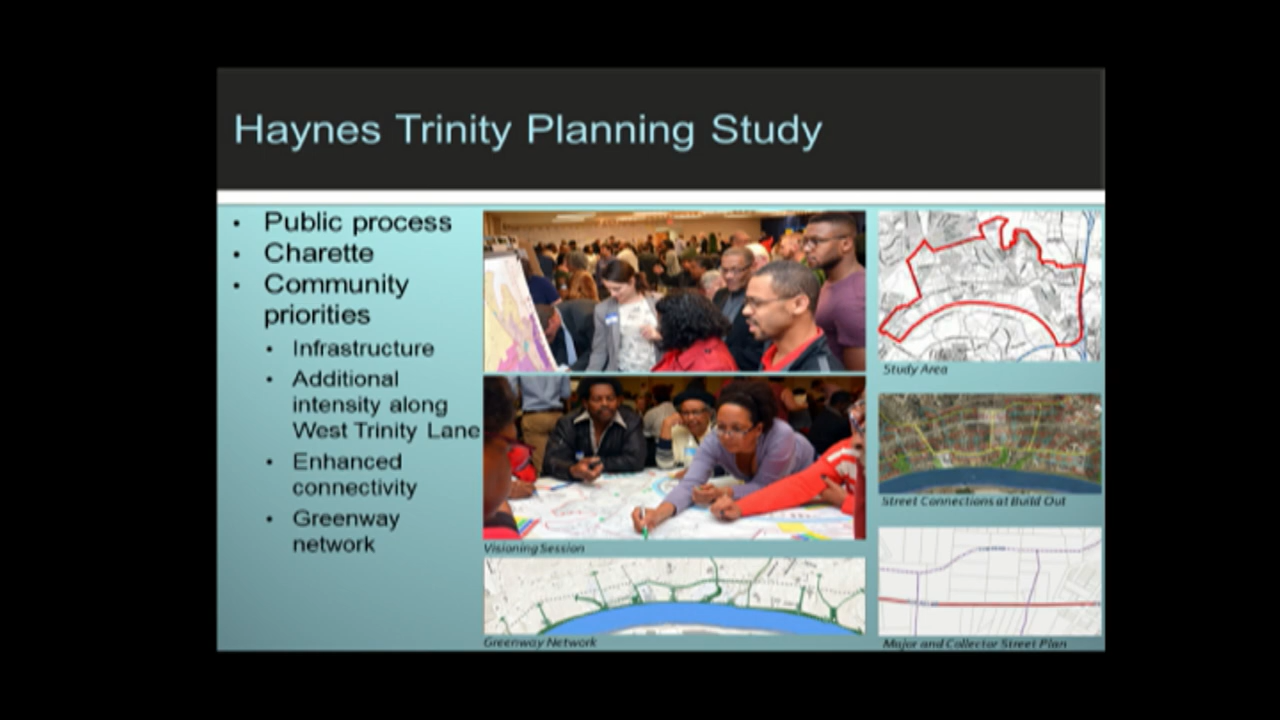 Haynes Trinity Planning Study
• Public process
• Charette
• Community
priorities
• Infrastructure
• Additional
intensity along
West Trinity Lane
• Enhanced
connectivity
• Greenway
network
Visioning Session
Greenway Network
Study Area
Street Connections at Build Out
Major and Collector Street Plan